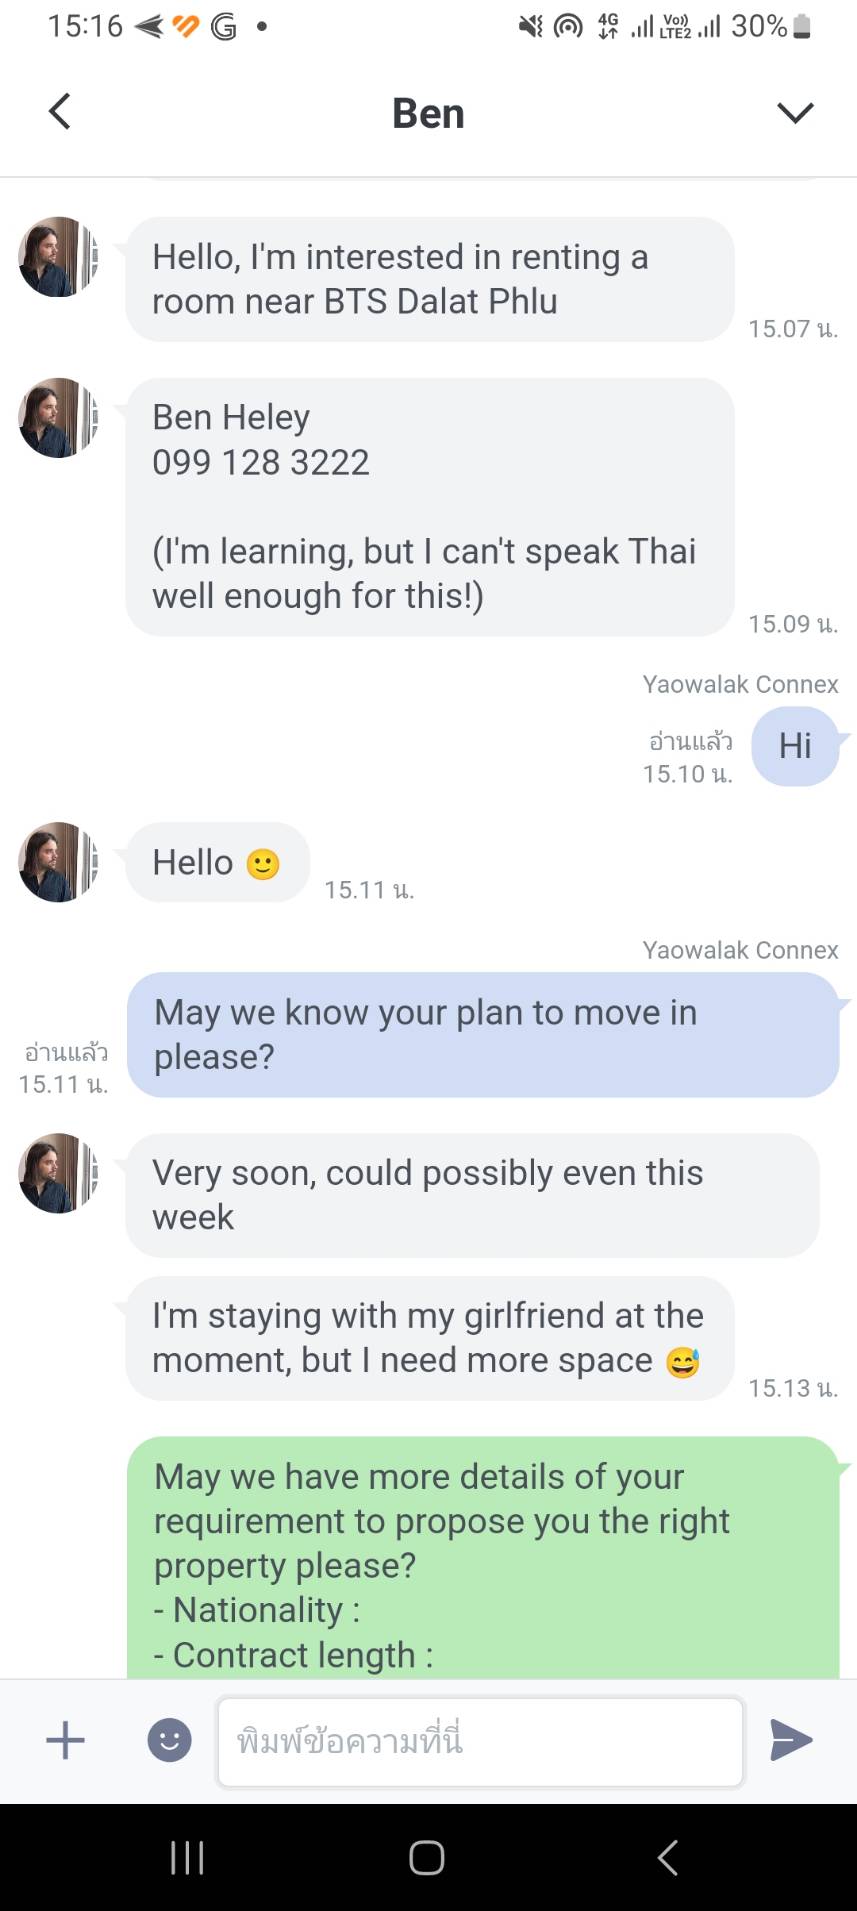 15:16
4G
Vo))
LTE2
30%
Ben
Hello, I'm interested in renting a
room near BTS Dalat Phlu
15.07 น.
Ben Heley
099 128 3222
(I'm learning, but I can't speak Thai
well enough for this!)
15.09 น.
Yaowalak Connex
อ่านแล้ว
15.10 น.
Hi
Hello 🙂
15.11 น.
Yaowalak Connex
May we know your plan to move in
please?
อ่านแล้ว
15.11 น.
Very soon, could possibly even this
week
I'm staying with my girlfriend at the
moment, but I need more space 😅
15.13 น.
May we have more details of your
requirement to propose you the right
property please?
- Nationality :
- Contract length :
พิมพ์ข้อความที่นี่